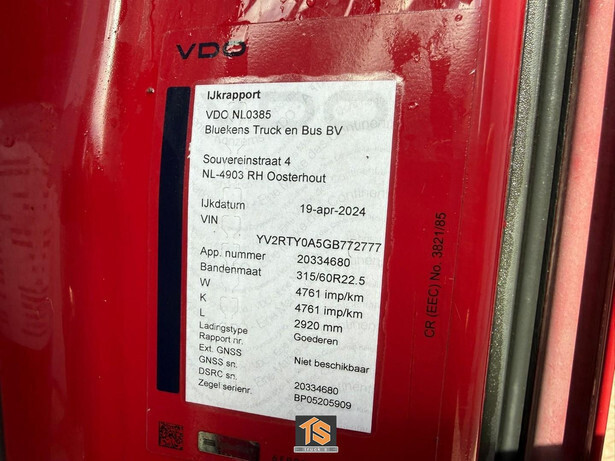 VDO
IJkrapport
VDO NL0385
Bluekens Truck en Bus BV
Souvereinstraat 4
NL-4903 RH Oosterhout
IJkdatum 19-apr-2024
VIN
YV2RTY0A5GB772777
App. nummer 20334680
Bandenmaat 315/60R22.5
W 4761 imp/km
K 4761 imp/km
L 2920 mm
Ladingstype Goederen
Rapport nr.
Ext. GNSS Niet beschikbaar
GNSS sn.
DSRC sn. 20334680
Zegel serienr. BP05205909
CR (EEC) No. 3821/85
TS